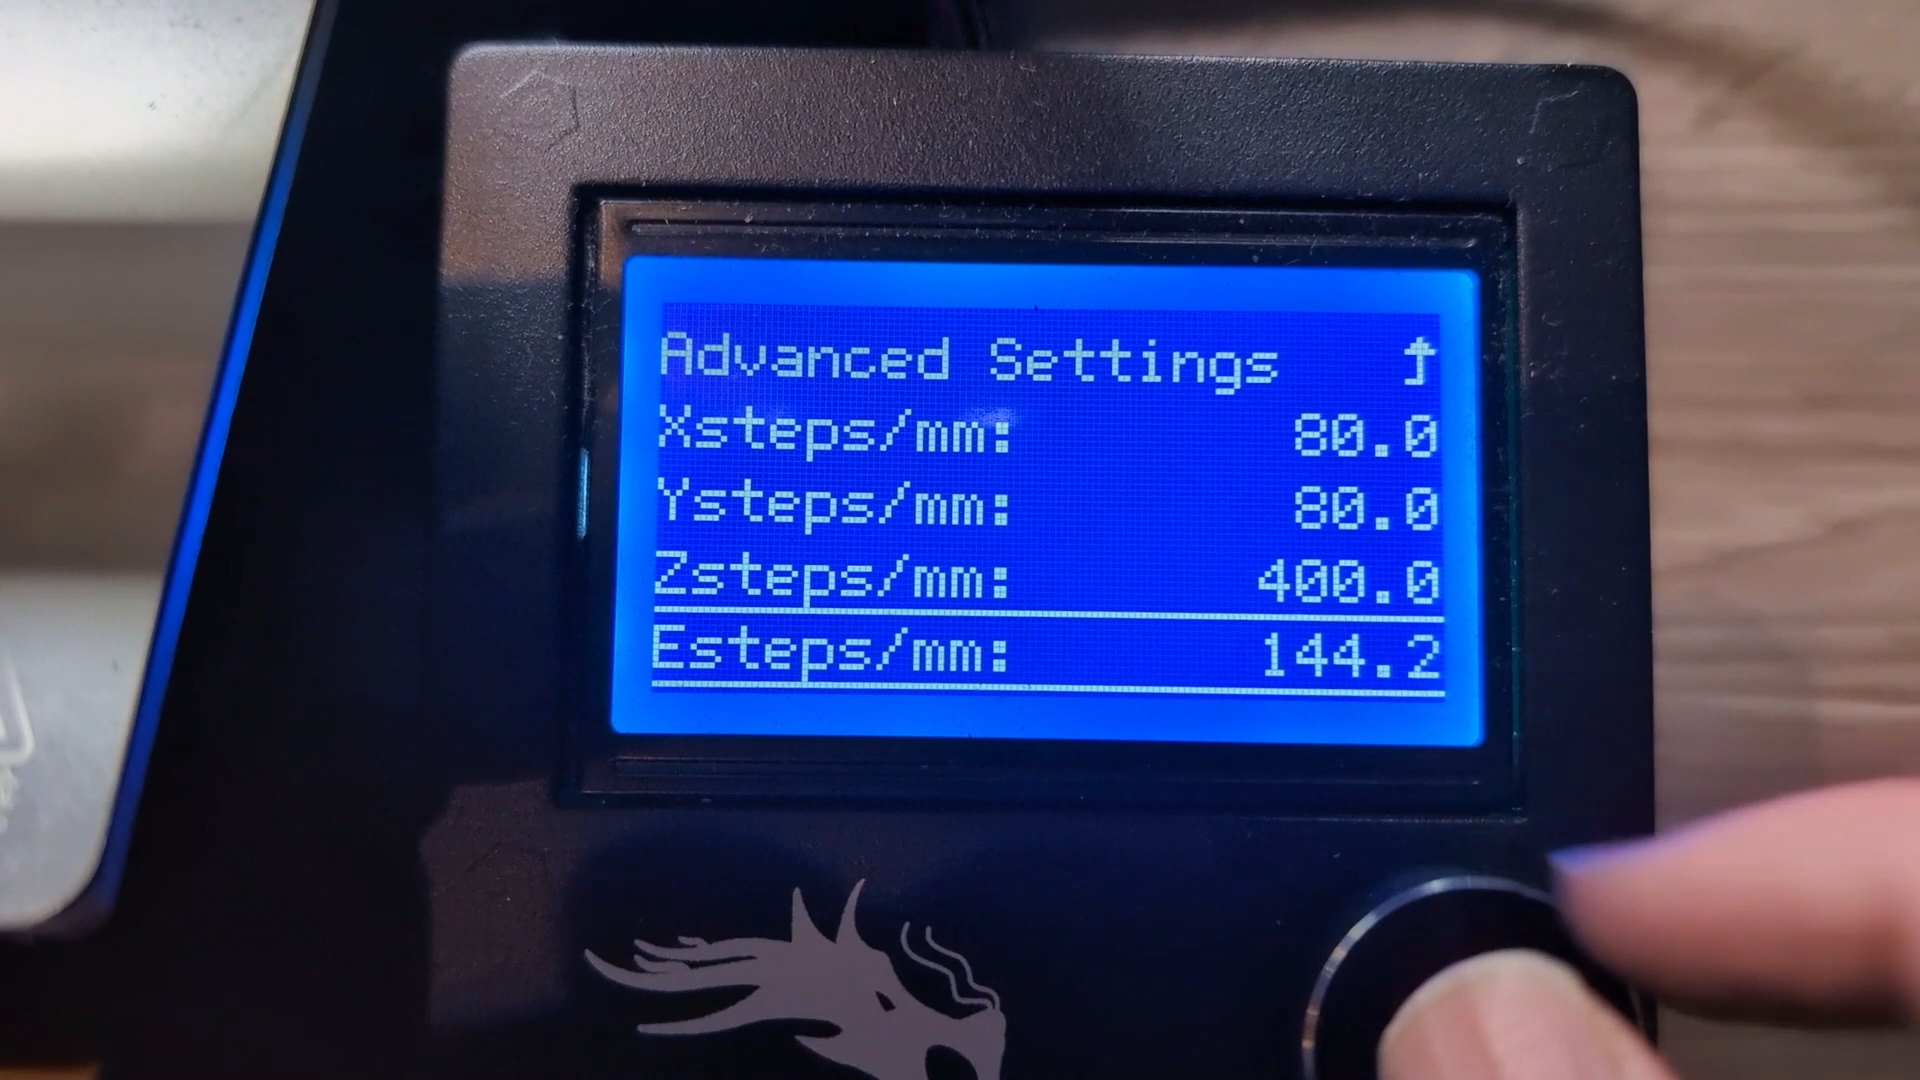 Advanced Settings
Xsteps/mm: 80.0
Ysteps/mm: 80.0
Zsteps/mm: 400.0
Esteps/mm: 144.2